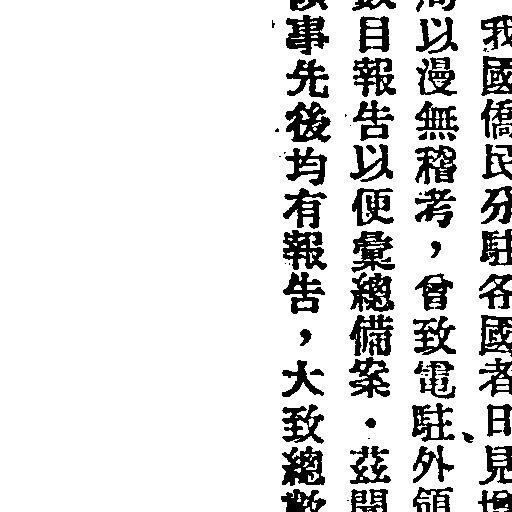 我國僑民分駐各國者日見
以漫無稽考，曾致電駐外領
目報告以便彙總備案．茲聞
事先後均有報告，大致總數